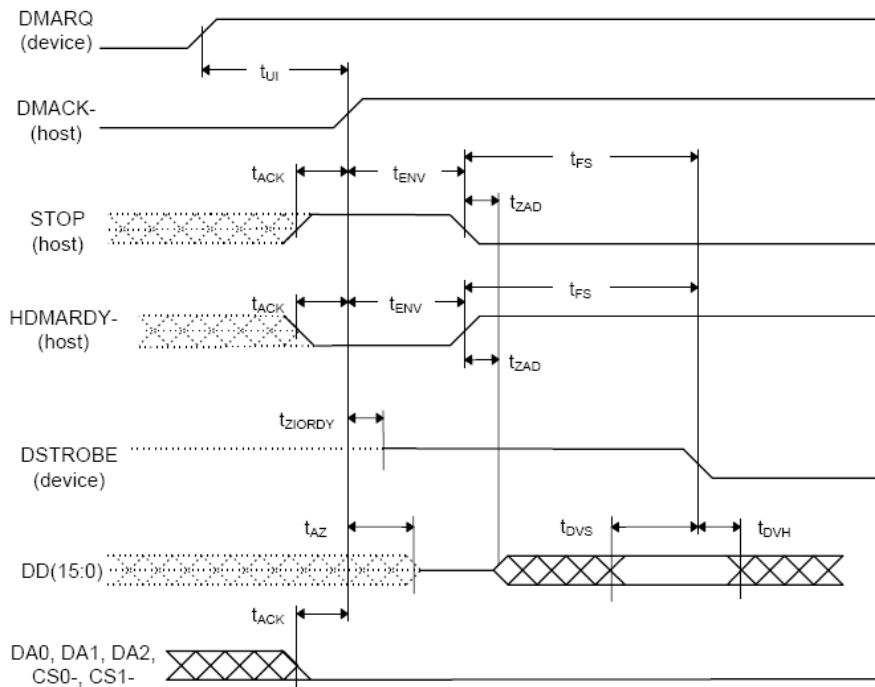 DMARQ
(device)
tUI
DMACK-
(host)
tACK
tENV
tFS
tZAD
STOP
(host)
tACK
tENV
tFS
HDMARDY-
(host)
tZAD
tZIORDY
DSTROBE
(device)
tAZ
tDVS
tDVH
DD(15:0)
tACK
DA0, DA1, DA2,
CS0-, CS1-